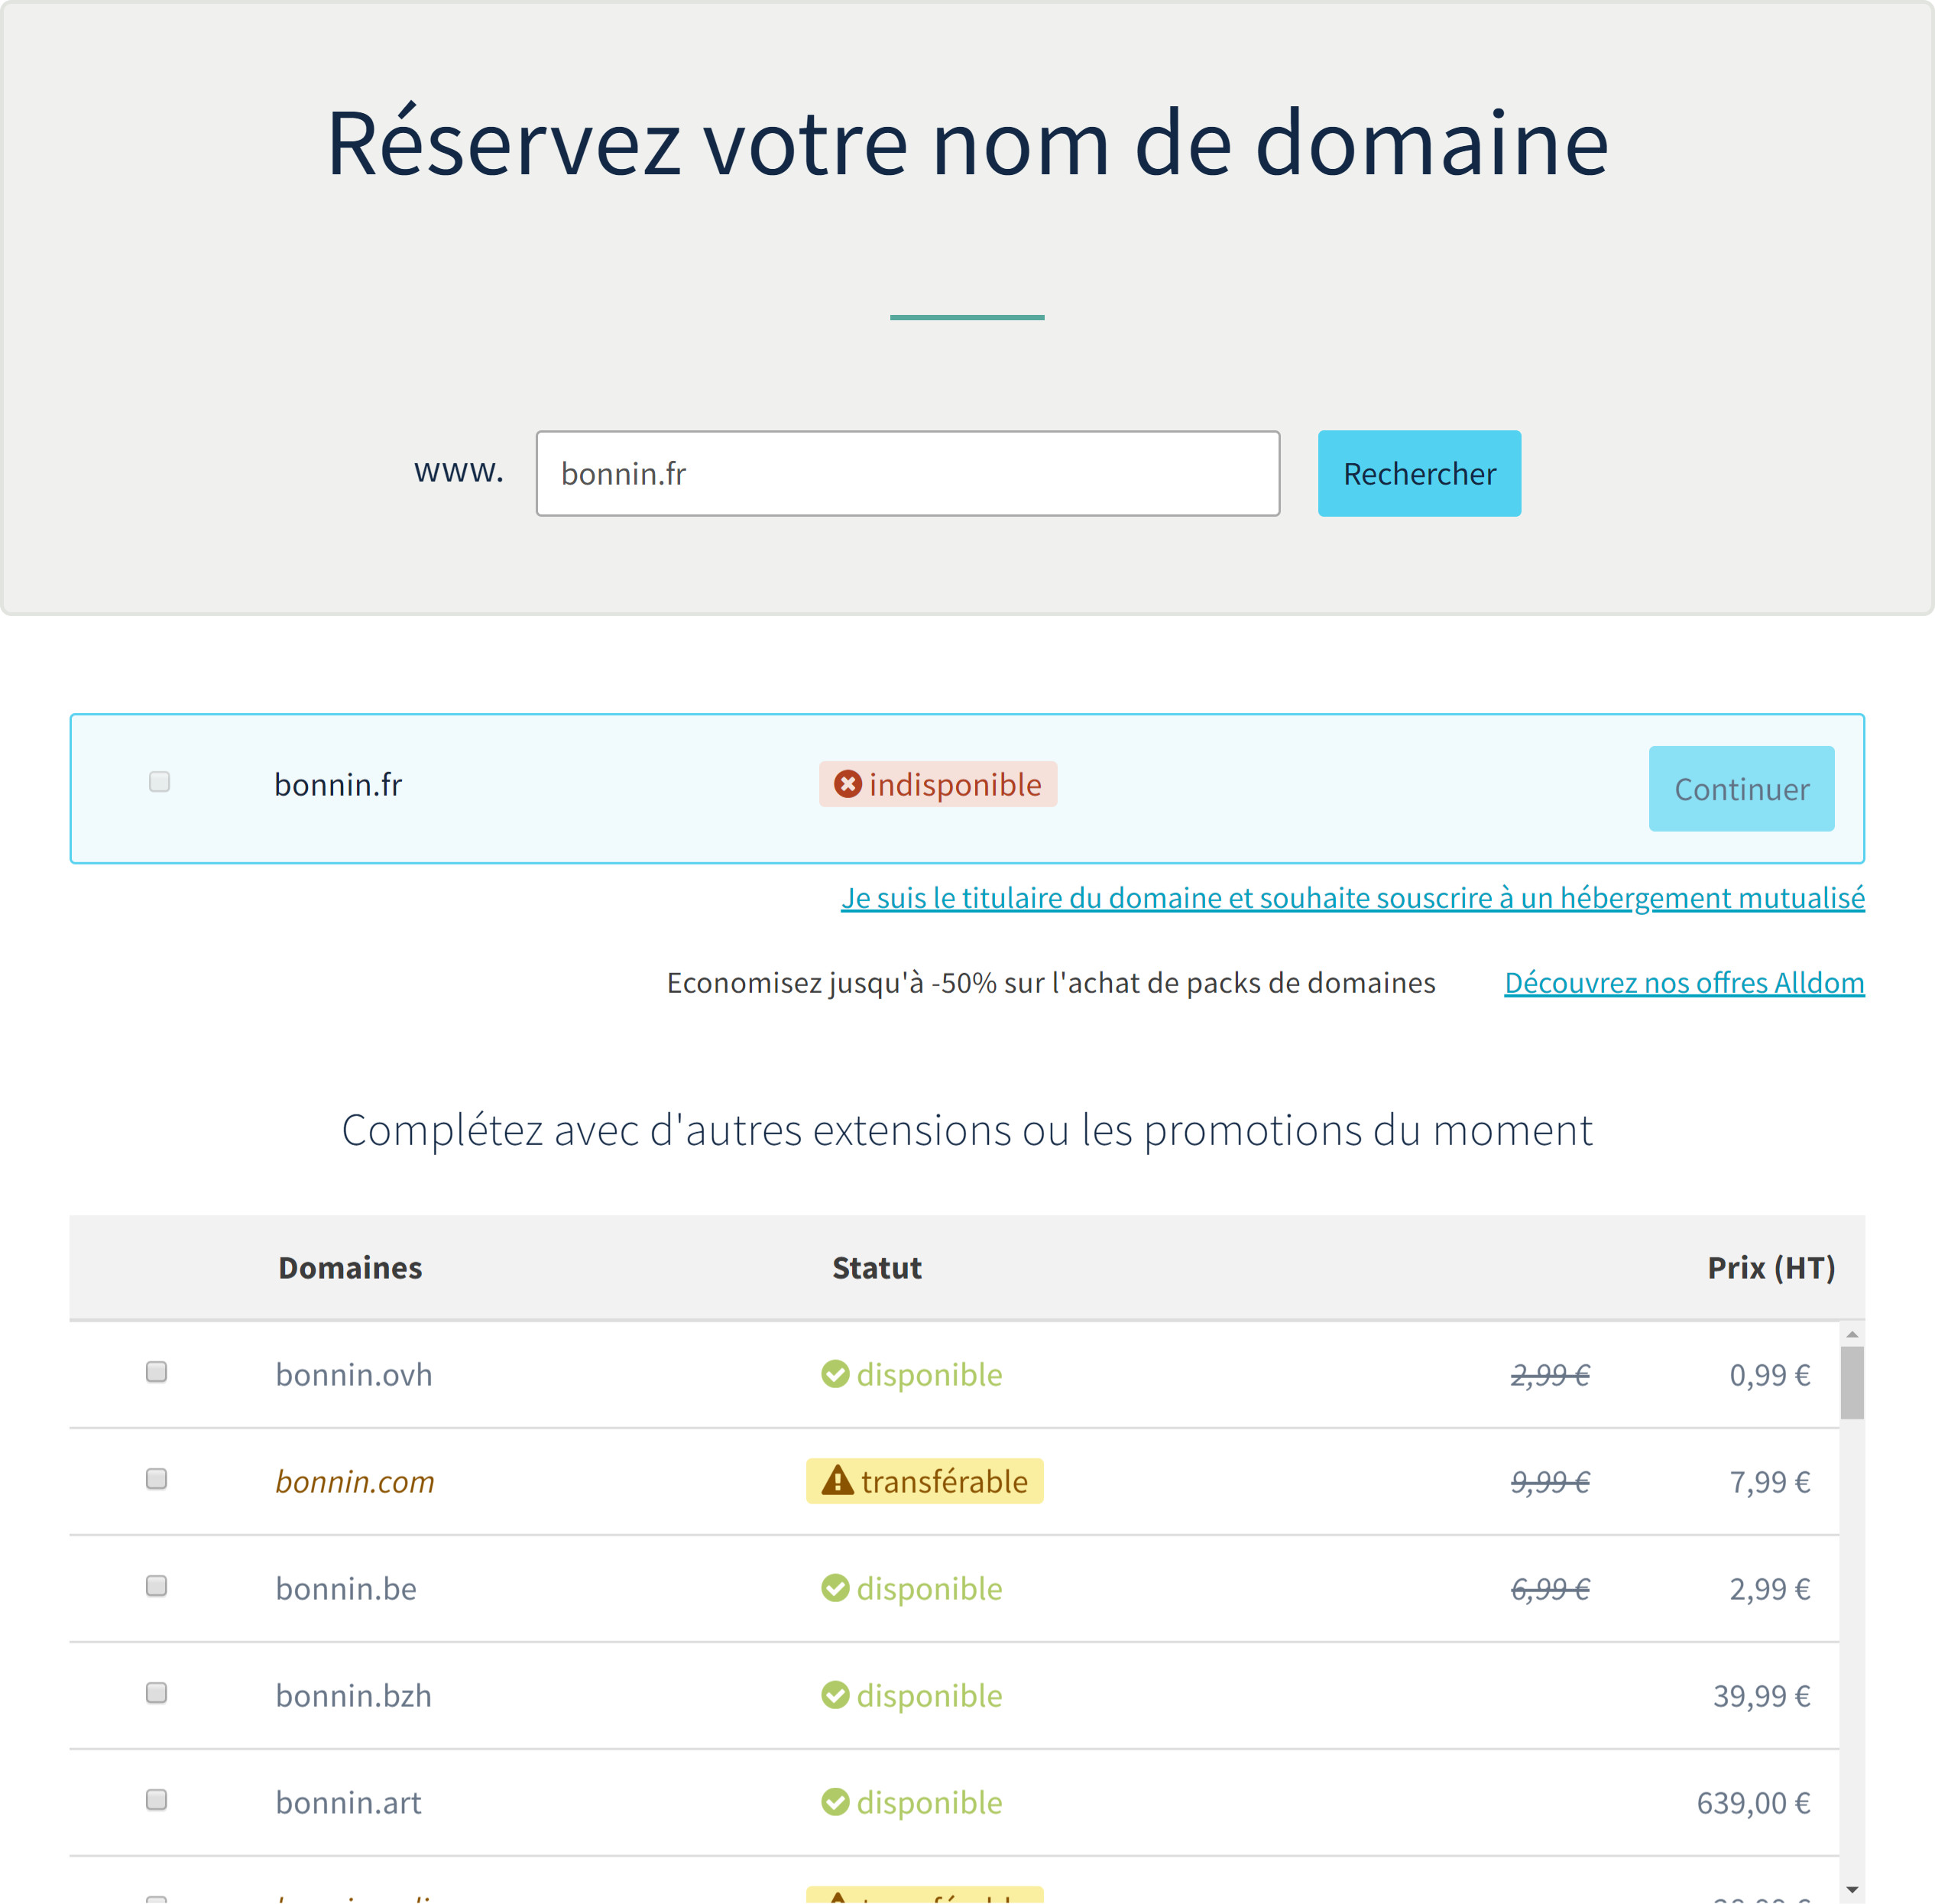 Réservez votre nom de domaine
www. bonnin.fr Rechercher
bonnin.fr indisponible Continuer
Je suis le titulaire du domaine et souhaite souscrire à un hébergement mutualisé
Economisez jusqu'à -50% sur l'achat de packs de domaines Découvrez nos offres Alldom
Complétez avec d'autres extensions ou les promotions du moment
Domaines Statut Prix (HT)
bonnin.ovh disponible 2,99 € 0,99 €
bonnin.com transférable 9,99 € 7,99 €
bonnin.be disponible 6,99 € 2,99 €
bonnin.bzh disponible 39,99 €
bonnin.art disponible 639,00 €